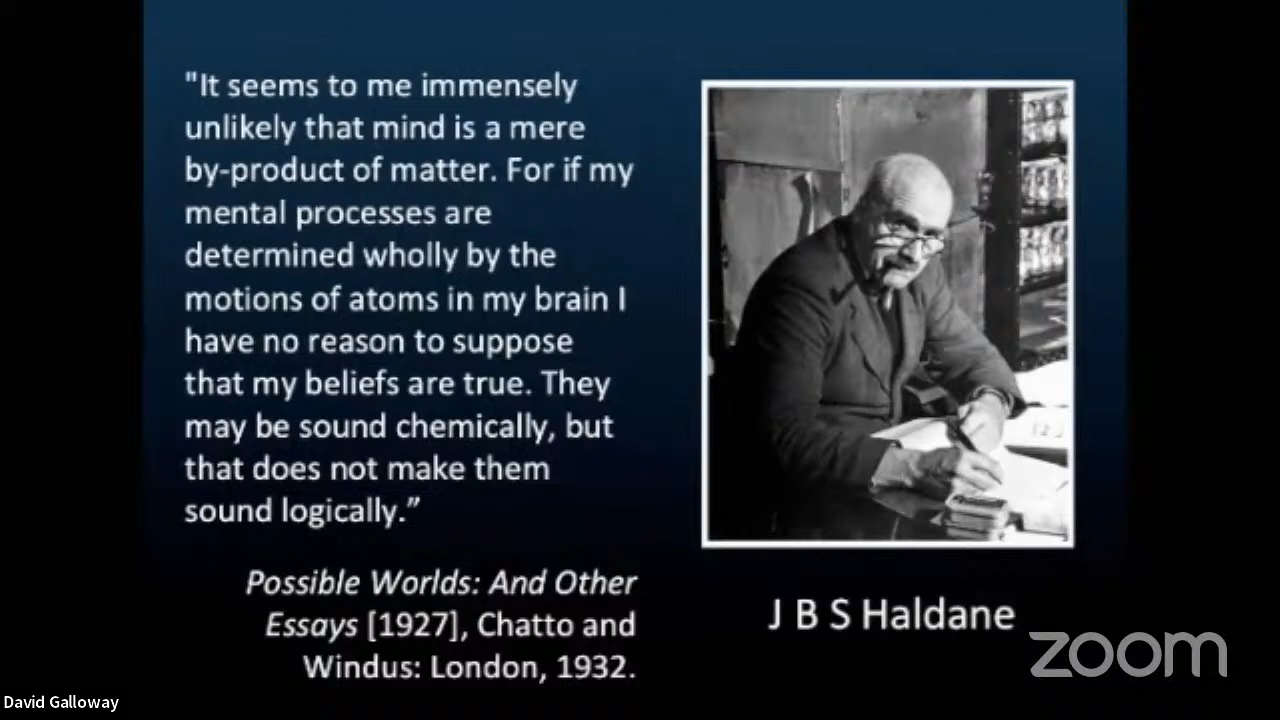 "It seems to me immensely
unlikely that mind is a mere
by-product of matter. For if my
mental processes are
determined wholly by the
motions of atoms in my brain I
have no reason to suppose
that my beliefs are true. They
may be sound chemically, but
that does not make them
sound logically.”
Possible Worlds: And Other
Essays [1927], Chatto and
Windus: London, 1932.
J B S Haldane
zoom
David Galloway